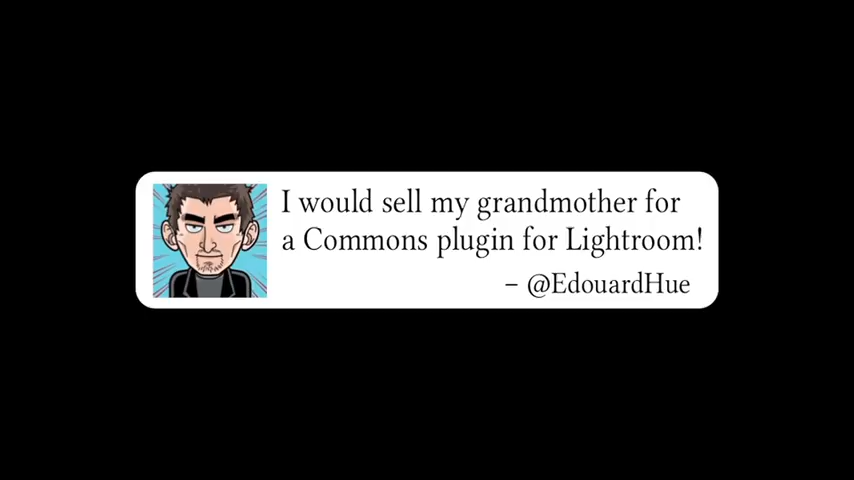 I would sell my grandmother for
a Commons plugin for Lightroom!
– @EdouardHue